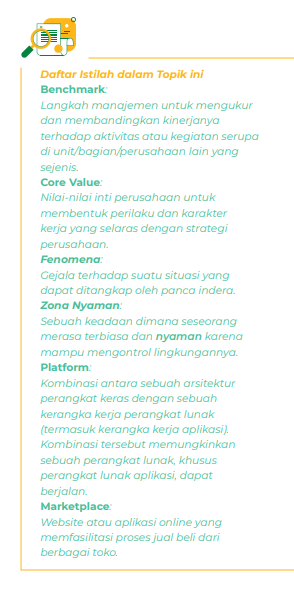 Daftar Istilah dalam Topik ini
Benchmark:
Langkah manajemen untuk mengukur
dan membandingkan kinerjanya
terhadap aktivitas atau kegiatan serupa
di unit/bagian/perusahaan lain yang
sejenis.
Core Value:
Nilai-nilai inti perusahaan untuk
membentuk perilaku dan karakter
kerja yang selaras dengan strategi
perusahaan.
Fenomena:
Gejala terhadap suatu situasi yang
dapat ditangkap oleh panca indera.
Zona Nyaman:
Sebuah keadaan dimana seseorang
merasa terbiasa dan nyaman karena
mampu mengontrol lingkungannya.
Platform:
Kombinasi antara sebuah arsitektur
perangkat keras dengan sebuah
kerangka kerja perangkat lunak
(termasuk kerangka kerja aplikasi).
Kombinasi tersebut memungkinkan
sebuah perangkat lunak, khusus
perangkat lunak aplikasi, dapat
berjalan.
Marketplace:
Website atau aplikasi online yang
memfasilitasi proses jual beli dari
berbagai toko.